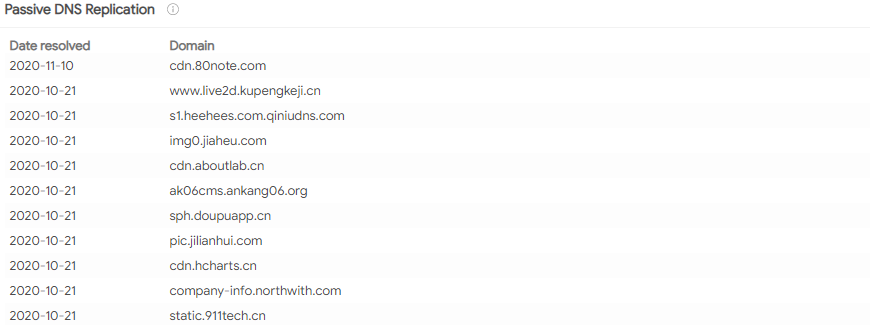 Passive DNS Replication
Date resolved Domain
2020-11-10 cdn.80note.com
2020-10-21 www.live2d.kupengkeji.cn
2020-10-21 s1.heehees.com.qiniudns.com
2020-10-21 img0.jiaheu.com
2020-10-21 cdn.aboutlab.cn
2020-10-21 ak06cms.ankang06.org
2020-10-21 sph.doupuapp.cn
2020-10-21 pic.jilianhui.com
2020-10-21 cdn.hcharts.cn
2020-10-21 company-info.northwith.com
2020-10-21 static.911tech.cn